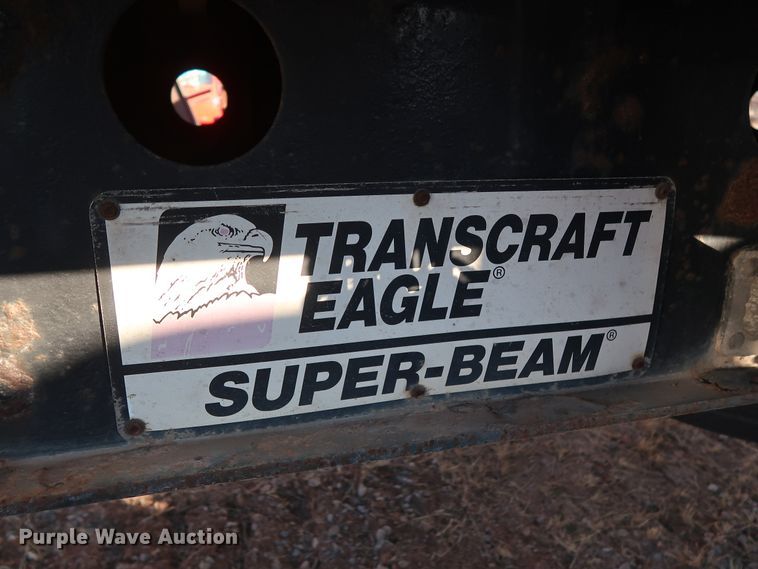 TRANSCRAFT
EAGLE®
SUPER-BEAM®
Purple Wave Auction